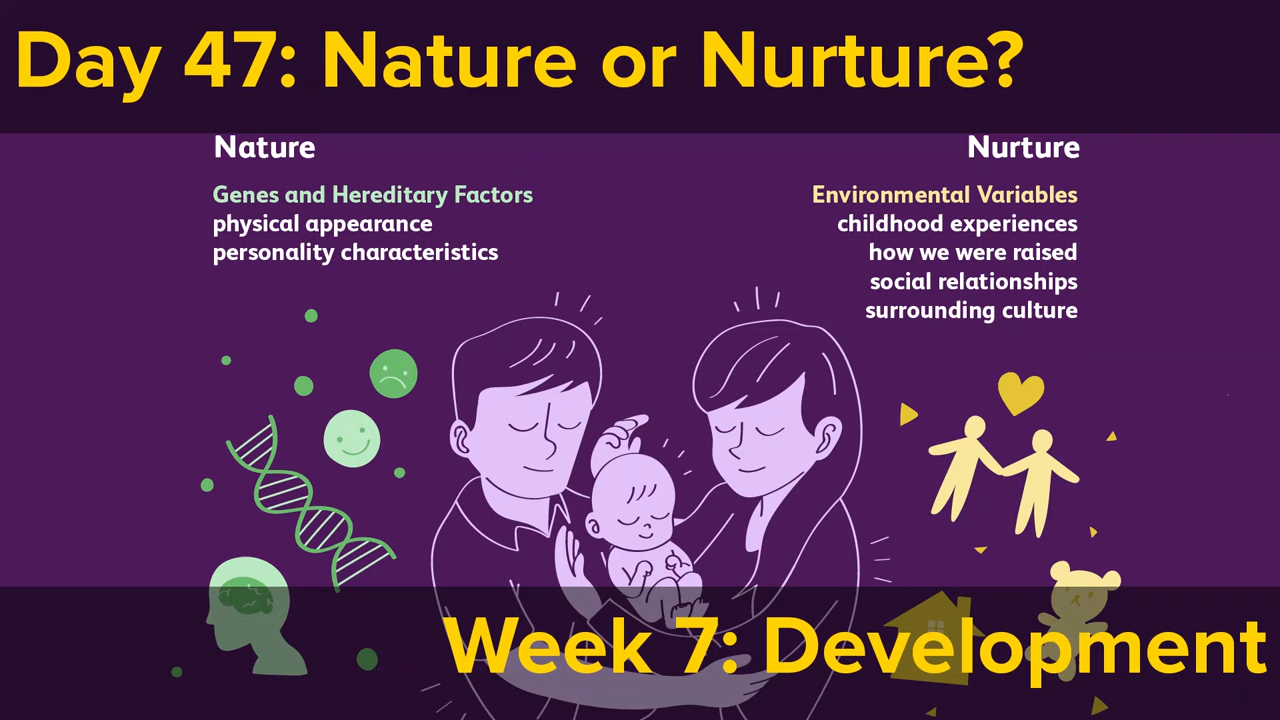 Day 47: Nature or Nurture?
Nature
Genes and Hereditary Factors
physical appearance
personality characteristics
Nurture
Environmental Variables
childhood experiences
how we were raised
social relationships
surrounding culture
Week 7: Development